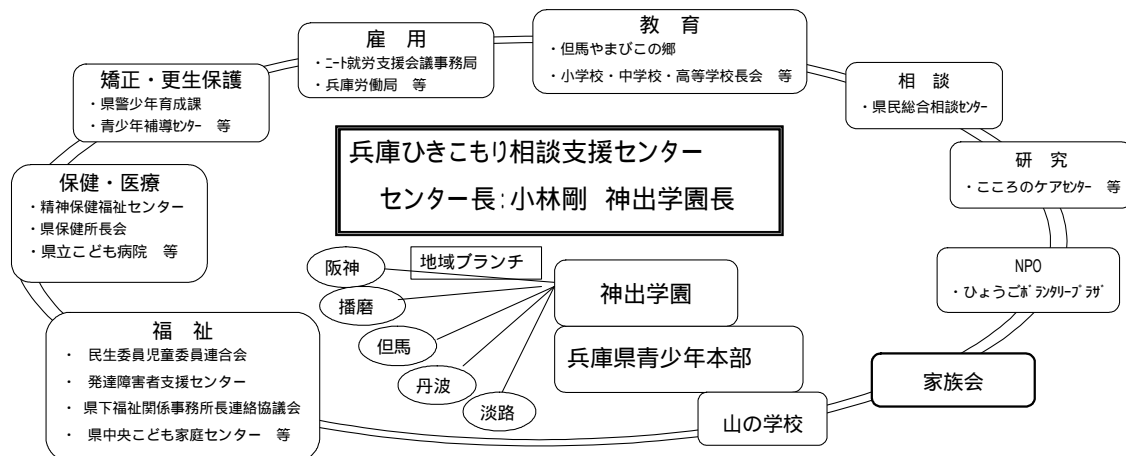 教　育
・但馬やまびこの郷
・小学校・中学校・高等学校長会　等
雇　用
・ﾆｰﾄ就労支援会議事務局
・兵庫労働局　等
矯正・更生保護
・県警少年育成課
・青少年補導ｾﾝﾀｰ　等
相　談
・県民総合相談ｾﾝﾀｰ
兵庫ひきこもり相談支援センター
センター長：小林剛　神出学園長
研　究
・こころのケアｾﾝﾀｰ　等
保健・医療
・精神保健福祉センター
・県保健所長会
・県立こども病院　等
NPO
・ひょうごﾎﾞﾗﾝﾀﾘｰﾌﾟﾗｻﾞ
地域ブランチ
阪神
播磨
但馬
丹波
淡路
神出学園
兵庫県青少年本部
山の学校
家族会
福　祉
・　民生委員児童委員連合会
・　発達障害者支援センター
・　県下福祉関係事務所長連絡協議会
・　県中央こども家庭センター　等